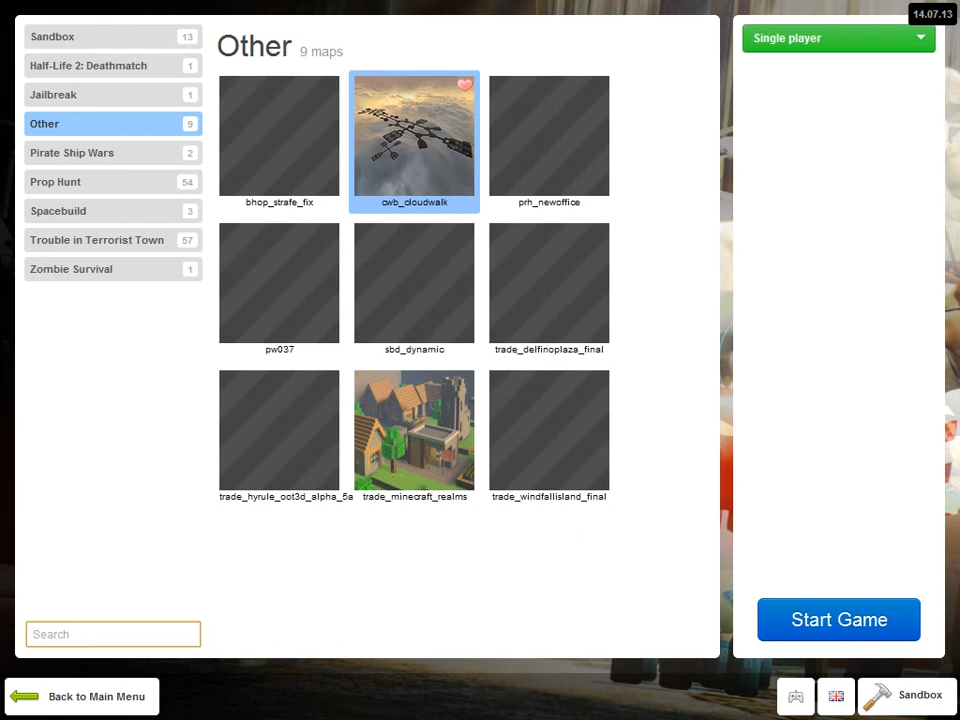 14.07.13
Sandbox 13
Half-Life 2: Deathmatch 1
Jailbreak 1
Other 9
Pirate Ship Wars 2
Prop Hunt 54
Spacebuild 3
Trouble in Terrorist Town 57
Zombie Survival 1
Search
Other 9 maps
bhop_strafe_fix
cwb_cloudwalk
prh_newoffice
pw037
sbd_dynamic
trade_delfinoplaza_final
trade_hyrule_oot3d_alpha_5a
trade_minecraft_realms
trade_windfallisland_final
Single player
Start Game
Back to Main Menu
Sandbox